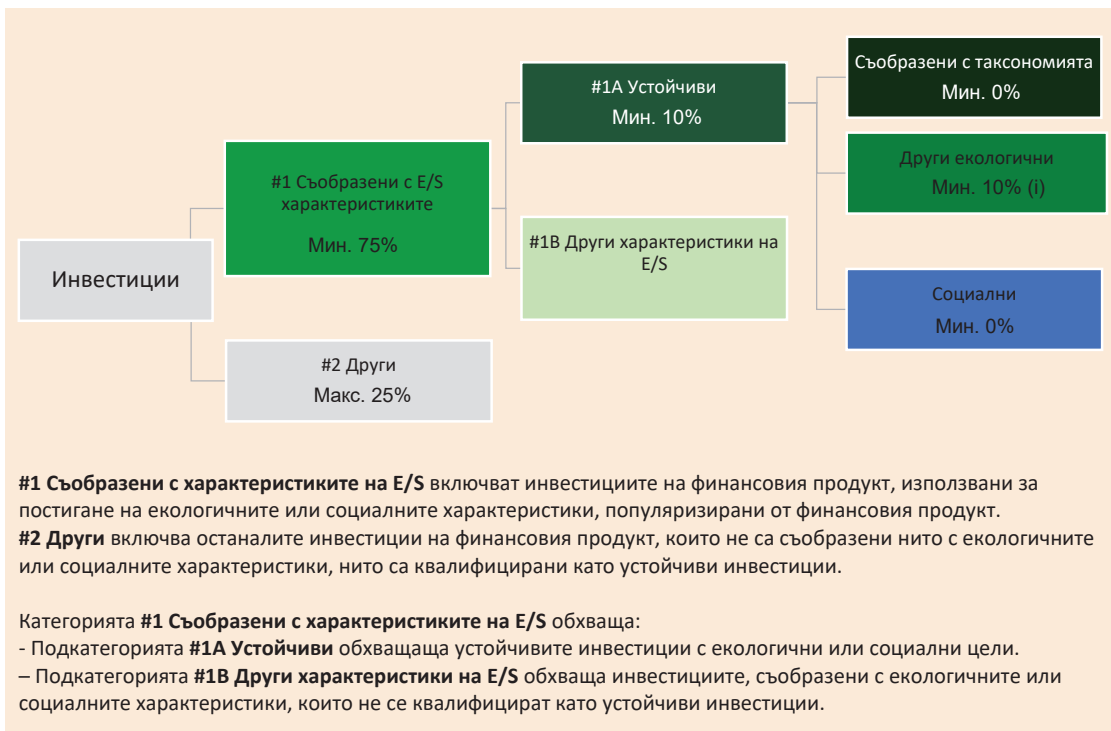 Инвестиции
#1 Съобразени с E/S
характеристиките
Мин. 75%
#2 Други
Макс. 25%
#1A Устойчиви
Мин. 10%
#1B Други характеристики на
E/S
Съобразени с таксономията
Мин. 0%
Други екологични
Мин. 10% (i)
Социални
Мин. 0%
#1 Съобразени с характеристиките на E/S включват инвестициите на финансовия продукт, използвани за
постигане на екологичните или социалните характеристики, популяризирани от финансовия продукт.
#2 Други включва останалите инвестиции на финансовия продукт, които не са съобразени нито с екологичните
или социалните характеристики, нито са квалифицирани като устойчиви инвестиции.
Категорията #1 Съобразени с характеристиките на E/S обхваща:
- Подкатегорията #1A Устойчиви обхващаща устойчивите инвестиции с екологични или социални цели.
– Подкатегорията #1B Други характеристики на E/S обхваща инвестициите, съобразени с екологичните или
социалните характеристики, които не се квалифицират като устойчиви инвестиции.